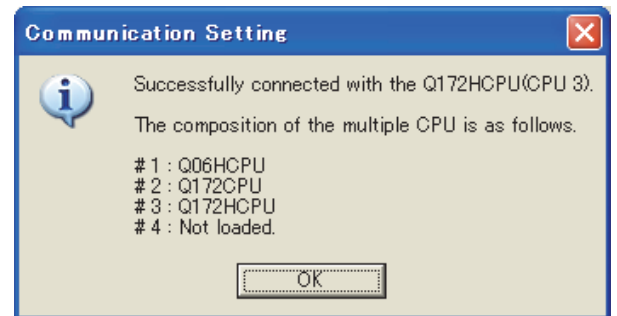 Communication Setting
Successfully connected with the Q172HCPU(CPU 3).
The composition of the multiple CPU is as follows.
# 1 : Q06HCPU
# 2 : Q172CPU
# 3 : Q172HCPU
# 4 : Not loaded.
OK